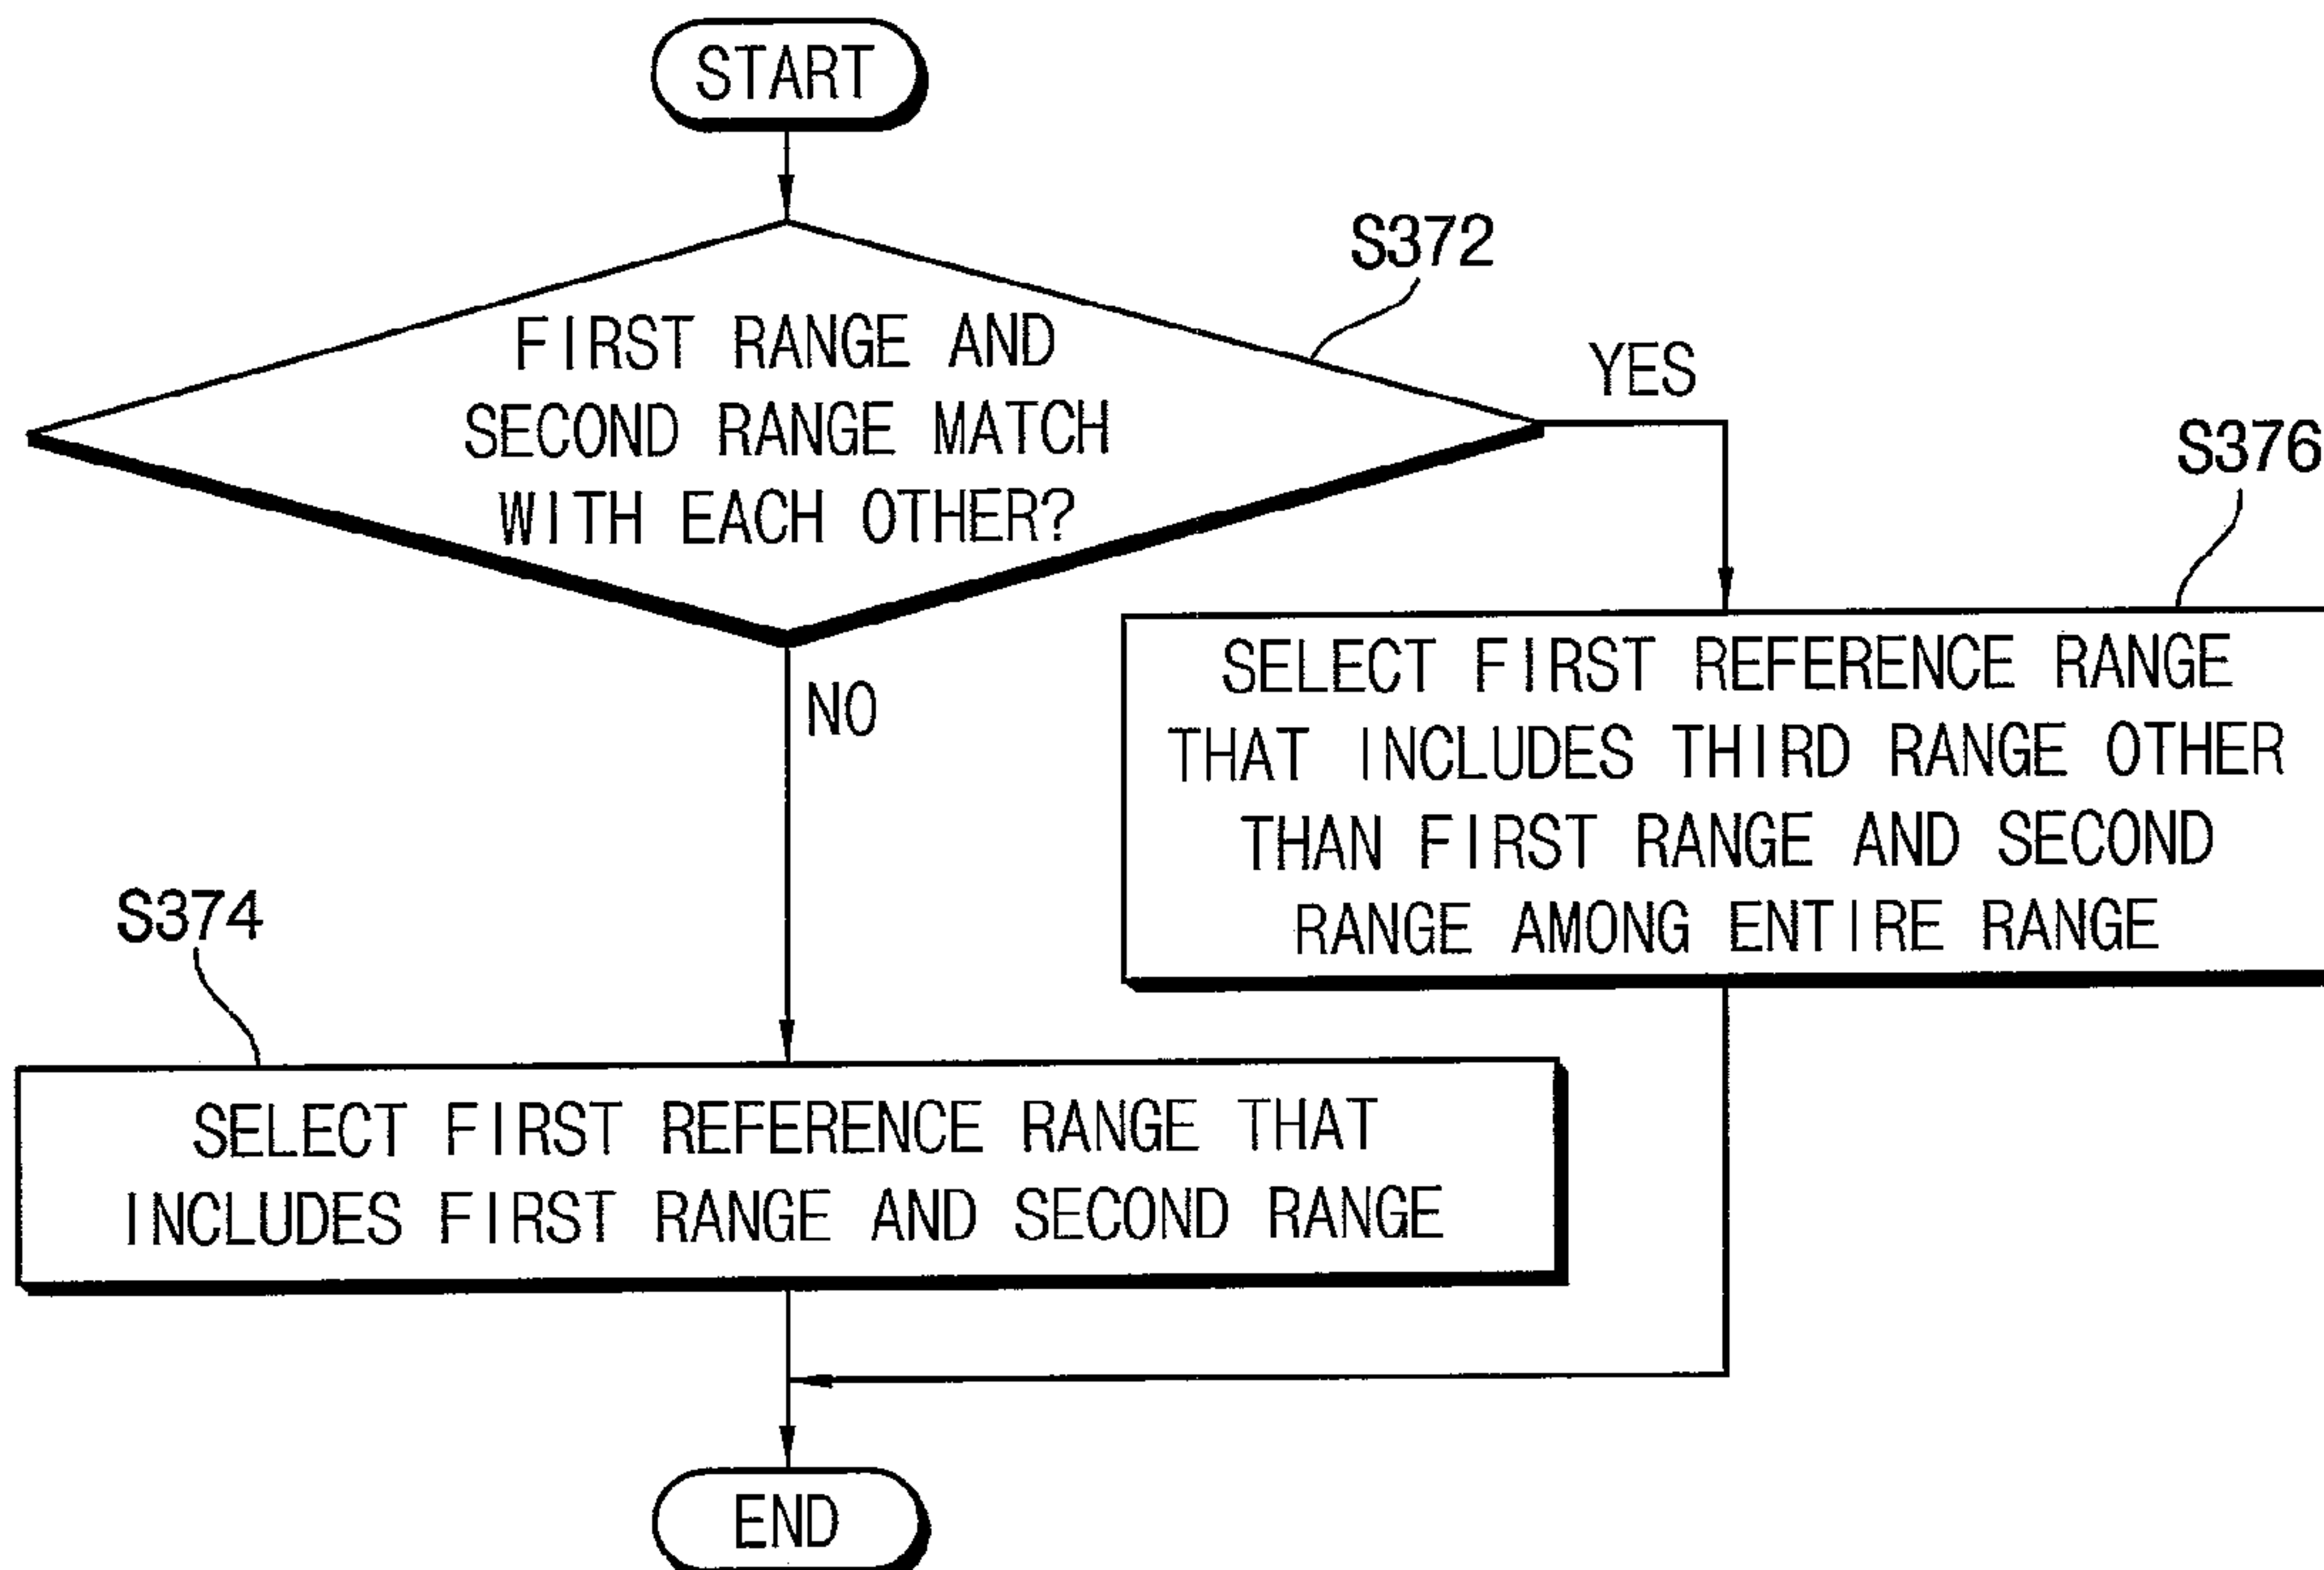 START
S372
FIRST RANGE AND
SECOND RANGE MATCH
WITH EACH OTHER?
YES
S376
SELECT FIRST REFERENCE RANGE
THAT INCLUDES THIRD RANGE OTHER
THAN FIRST RANGE AND SECOND
RANGE AMONG ENTIRE RANGE
NO
S374
SELECT FIRST REFERENCE RANGE THAT
INCLUDES FIRST RANGE AND SECOND RANGE
END